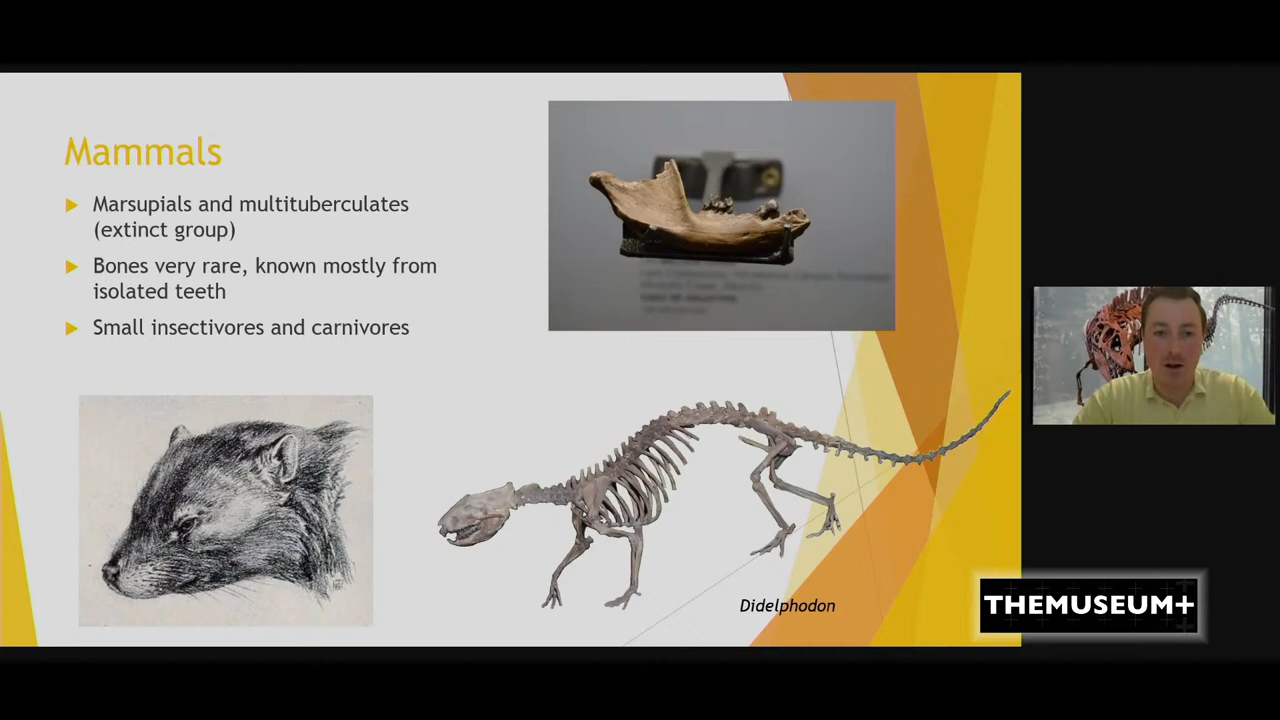 Mammals
Marsupials and multituberculates
(extinct group)
Bones very rare, known mostly from
isolated teeth
Small insectivores and carnivores
Didelphodon
THEMUSEUM+